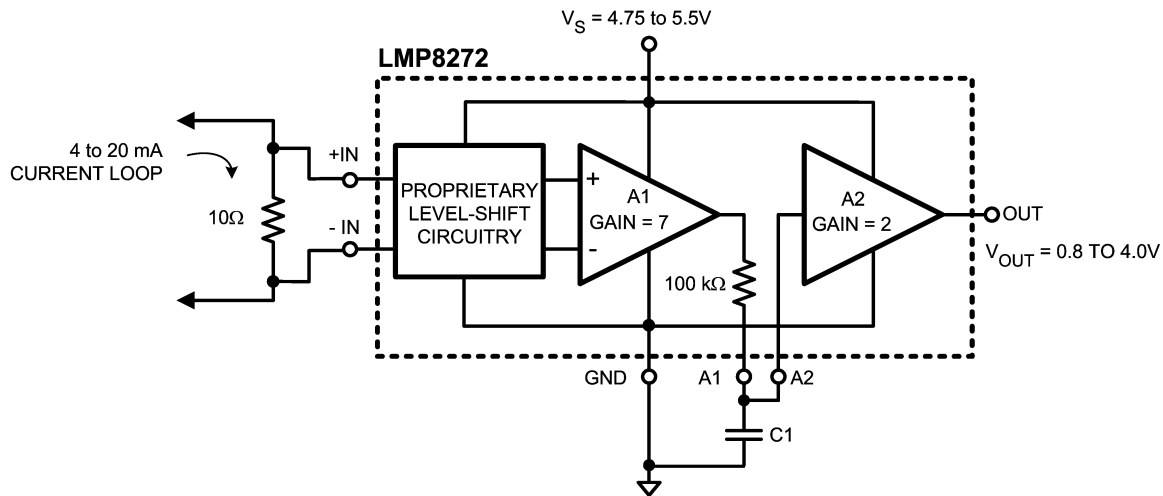 V_S = 4.75 to 5.5V
LMP8272
4 to 20 mA
CURRENT LOOP
+IN
10Ω
- IN
PROPRIETARY
LEVEL-SHIFT
CIRCUITRY
+
-
A1
GAIN = 7
100 kΩ
A2
GAIN = 2
OUT
V_OUT = 0.8 TO 4.0V
GND
A1
A2
C1